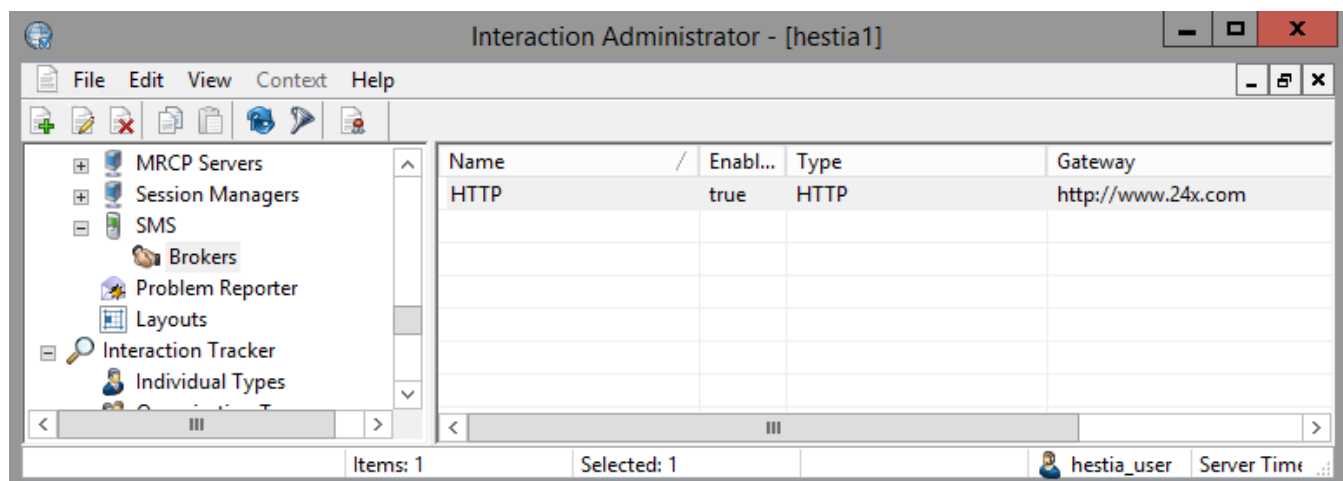 Interaction Administrator - [hestia1]
File Edit View Context Help
MRCP Servers
Session Managers
SMS
Brokers
Problem Reporter
Layouts
Interaction Tracker
Individual Types
Name Enabl... Type Gateway
HTTP true HTTP http://www.24x.com
Items: 1 Selected: 1 hestia_user Server Time